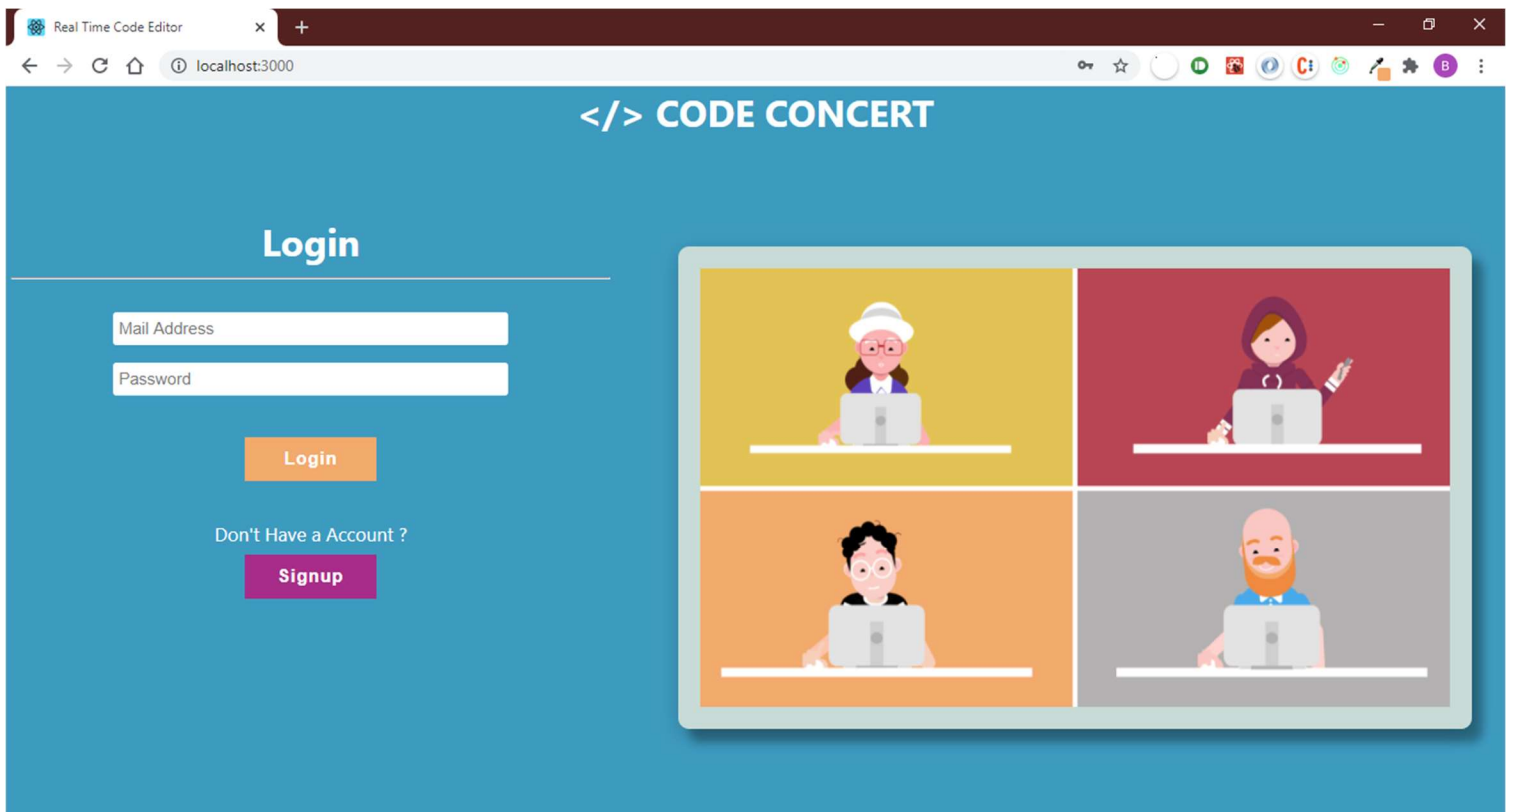 Real Time Code Editor
localhost:3000
B
</> CODE CONCERT
Login
Mail Address
Password
Login
Don't Have a Account ?
Signup